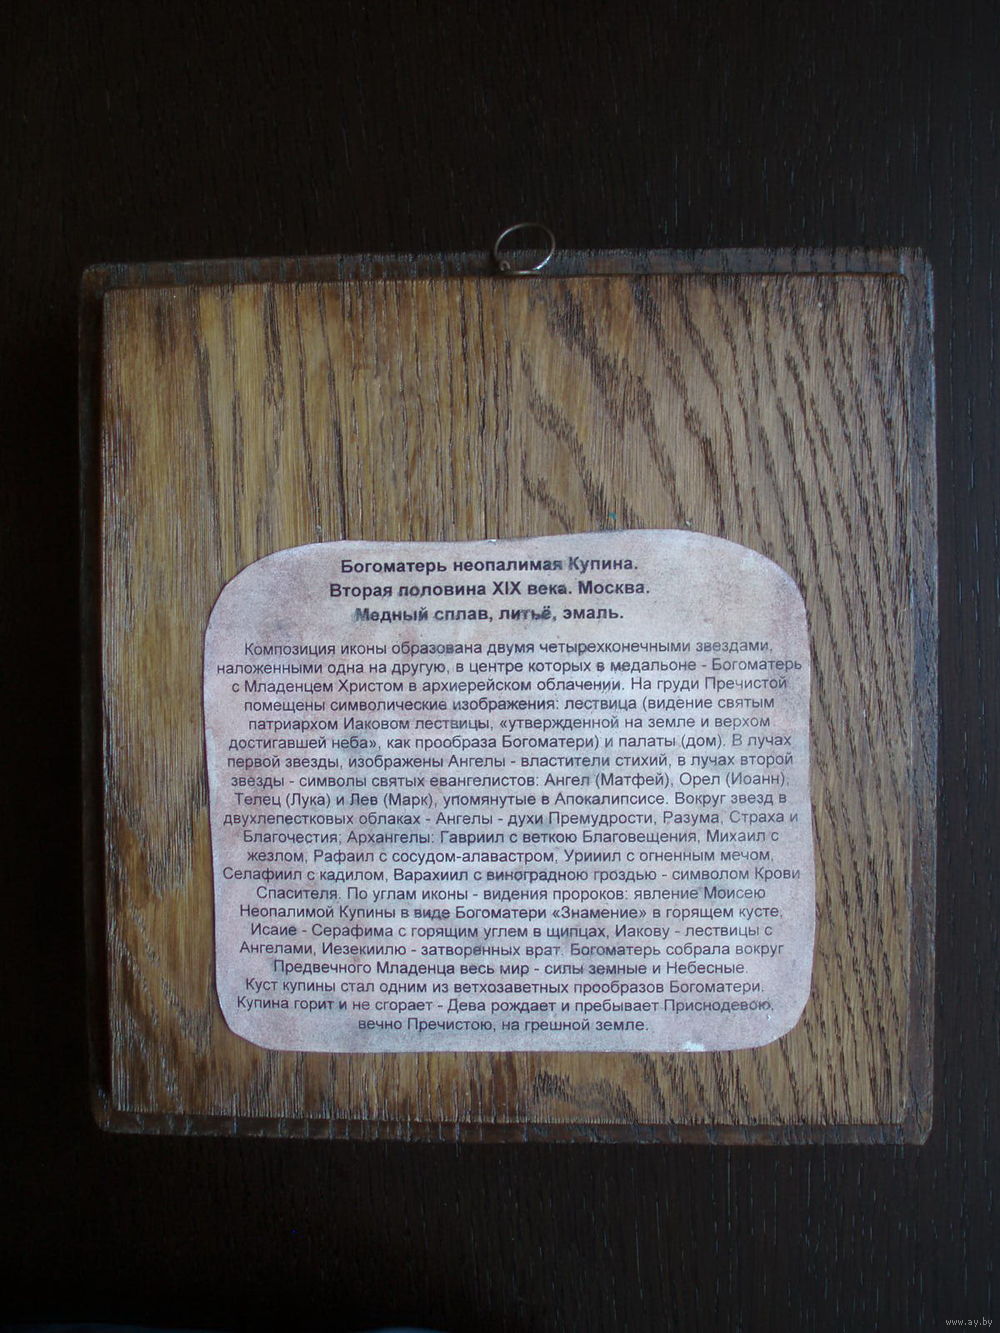 Богоматерь неопалимая Купина.
Вторая половина XIX века. Москва.
Медный сплав, литьё, эмаль.
Композиция иконы образована двумя четырехконечными звездами,
наложенными одна на другую, в центре которых в медальоне - Богоматерь
с Младенцем Христом в архиерейском облачении. На груди Пречистой
помещены символические изображения: лествица (видение святым
патриархом Иаковом лествицы, «утвержденной на земле и верхом
достигавшей неба», как прообраза Богоматери) и палаты (дом). В лучах
первой звезды, изображены Ангелы - властители стихий, в лучах второй
звезды - символы святых евангелистов: Ангел (Матфей), Орел (Иоанн),
Телец (Лука) и Лев (Марк), упомянутые в Апокалипсисе. Вокруг звезд в
двухлепестковых облаках - Ангелы - духи Премудрости, Разума, Страха и
Благочестия; Архангелы: Гавриил с веткою Благовещения, Михаил с
жезлом, Рафаил с сосудом-алавастром, Уриил с огненным мечом,
Селафиил с кадилом, Варахиил с виноградною гроздью - символом Крови
Спасителя. По углам иконы - видения пророков: явление Моисею
Неопалимой Купины в виде Богоматери «Знамение» в горящем кусте,
Исаие - Серафима с горящим углем в щипцах, Иакову - лествицы с
Ангелами, Иезекиилю - затворенных врат. Богоматерь собрала вокруг
Предвечного Младенца весь мир - силы земные и Небесные.
Куст купины стал одним из ветхозаветных прообразов Богоматери.
Купина горит и не сгорает - Дева рождает и пребывает Приснодевою,
вечно Пречистою, на грешной земле.
www.ay.by